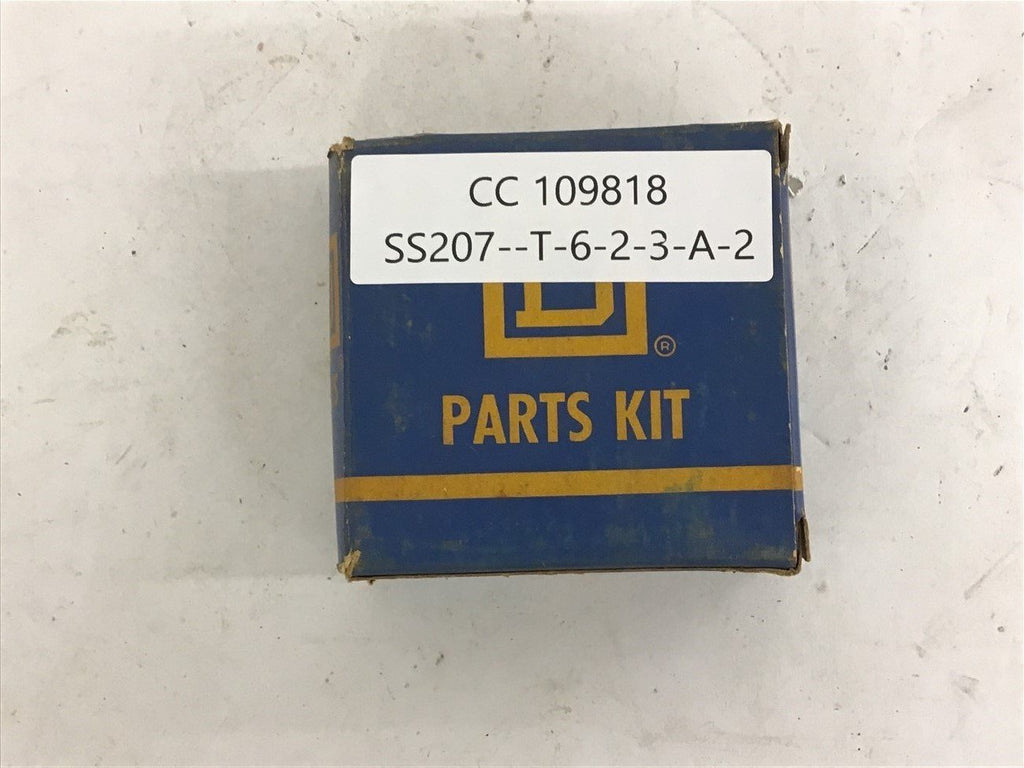 CC 109818
SS207--T-6-2-3-A-2
D
®
PARTS KIT